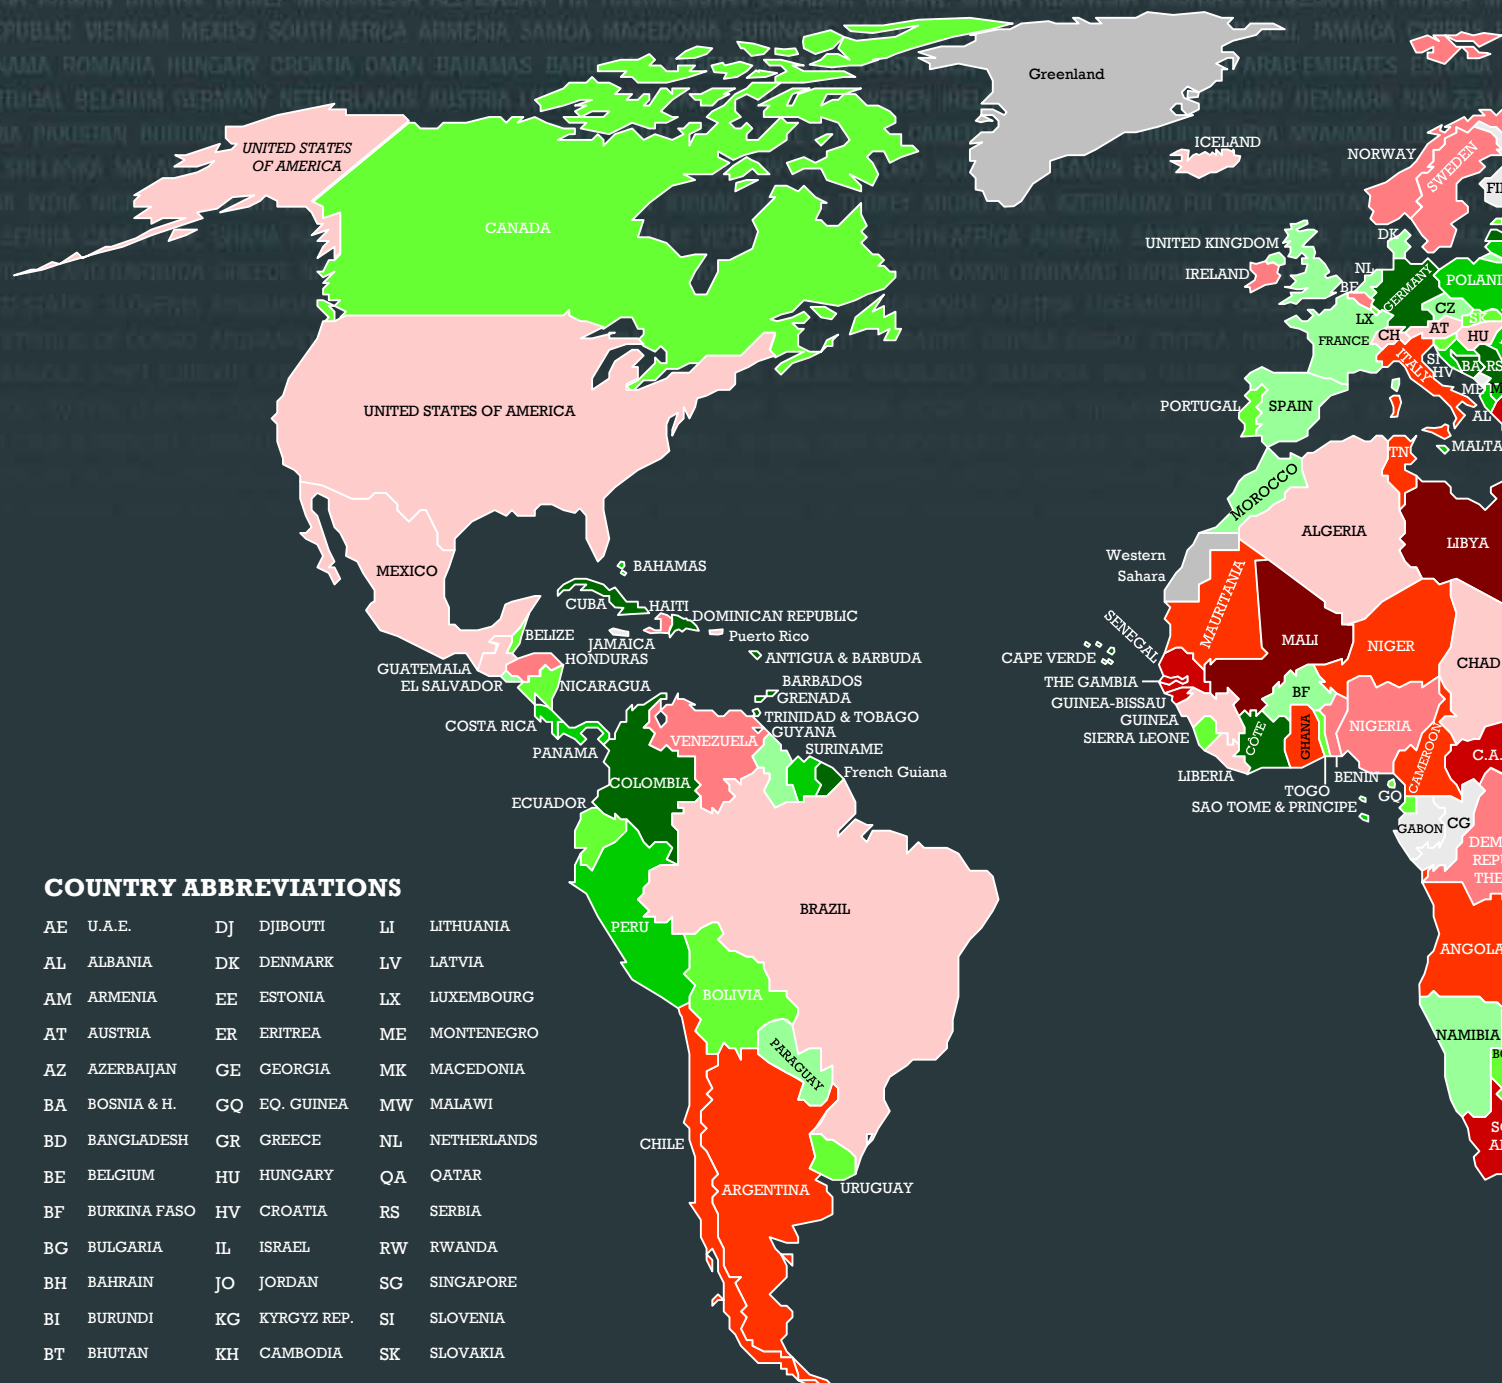 Greenland
ICELAND
UNITED STATES
OF AMERICA
NORWAY
SWEDEN
CANADA
UNITED KINGDOM
DK
IRELAND
NL
BE
GERMANY
POLAND
CZ
LX
SK
CH
AT
HU
FRANCE
ITALY
SI
HV
BA
RS
ME
AL
UNITED STATES OF AMERICA
PORTUGAL
SPAIN
MALTA
TN
MOROCCO
ALGERIA
LIBYA
Western
Sahara
MEXICO
BAHAMAS
CUBA
HAITI
DOMINICAN REPUBLIC
JAMAICA
Puerto Rico
BELIZE
HONDURAS
GUATEMALA
EL SALVADOR
NICARAGUA
ANTIGUA & BARBUDA
BARBADOS
GRENADA
TRINIDAD & TOBAGO
GUYANA
SURINAME
French Guiana
COSTA RICA
PANAMA
VENEZUELA
COLOMBIA
ECUADOR
MAURITANIA
MALI
NIGER
CHAD
SENEGAL
CAPE VERDE
THE GAMBIA
GUINEA-BISSAU
GUINEA
SIERRA LEONE
LIBERIA
CÔTE
GHANA
BF
NIGERIA
BENIN
TOGO
SAO TOME & PRINCIPE
GQ
CAMEROON
C.A.
GABON
CG
DEM
REP
THE
ANGOLA
NAMIBIA
BRAZIL
PERU
BOLIVIA
PARAGUAY
CHILE
ARGENTINA
URUGUAY
COUNTRY ABBREVIATIONS
AE U.A.E. DJ DJIBOUTI LI LITHUANIA
AL ALBANIA DK DENMARK LV LATVIA
AM ARMENIA EE ESTONIA LX LUXEMBOURG
AT AUSTRIA ER ERITREA ME MONTENEGRO
AZ AZERBAIJAN GE GEORGIA MK MACEDONIA
BA BOSNIA & H. GQ EQ. GUINEA MW MALAWI
BD BANGLADESH GR GREECE NL NETHERLANDS
BE BELGIUM HU HUNGARY QA QATAR
BF BURKINA FASO HV CROATIA RS SERBIA
BG BULGARIA IL ISRAEL RW RWANDA
BH BAHRAIN JO JORDAN SG SINGAPORE
BI BURUNDI KG KYRGYZ REP. SI SLOVENIA
BT BHUTAN KH CAMBODIA SK SLOVAKIA